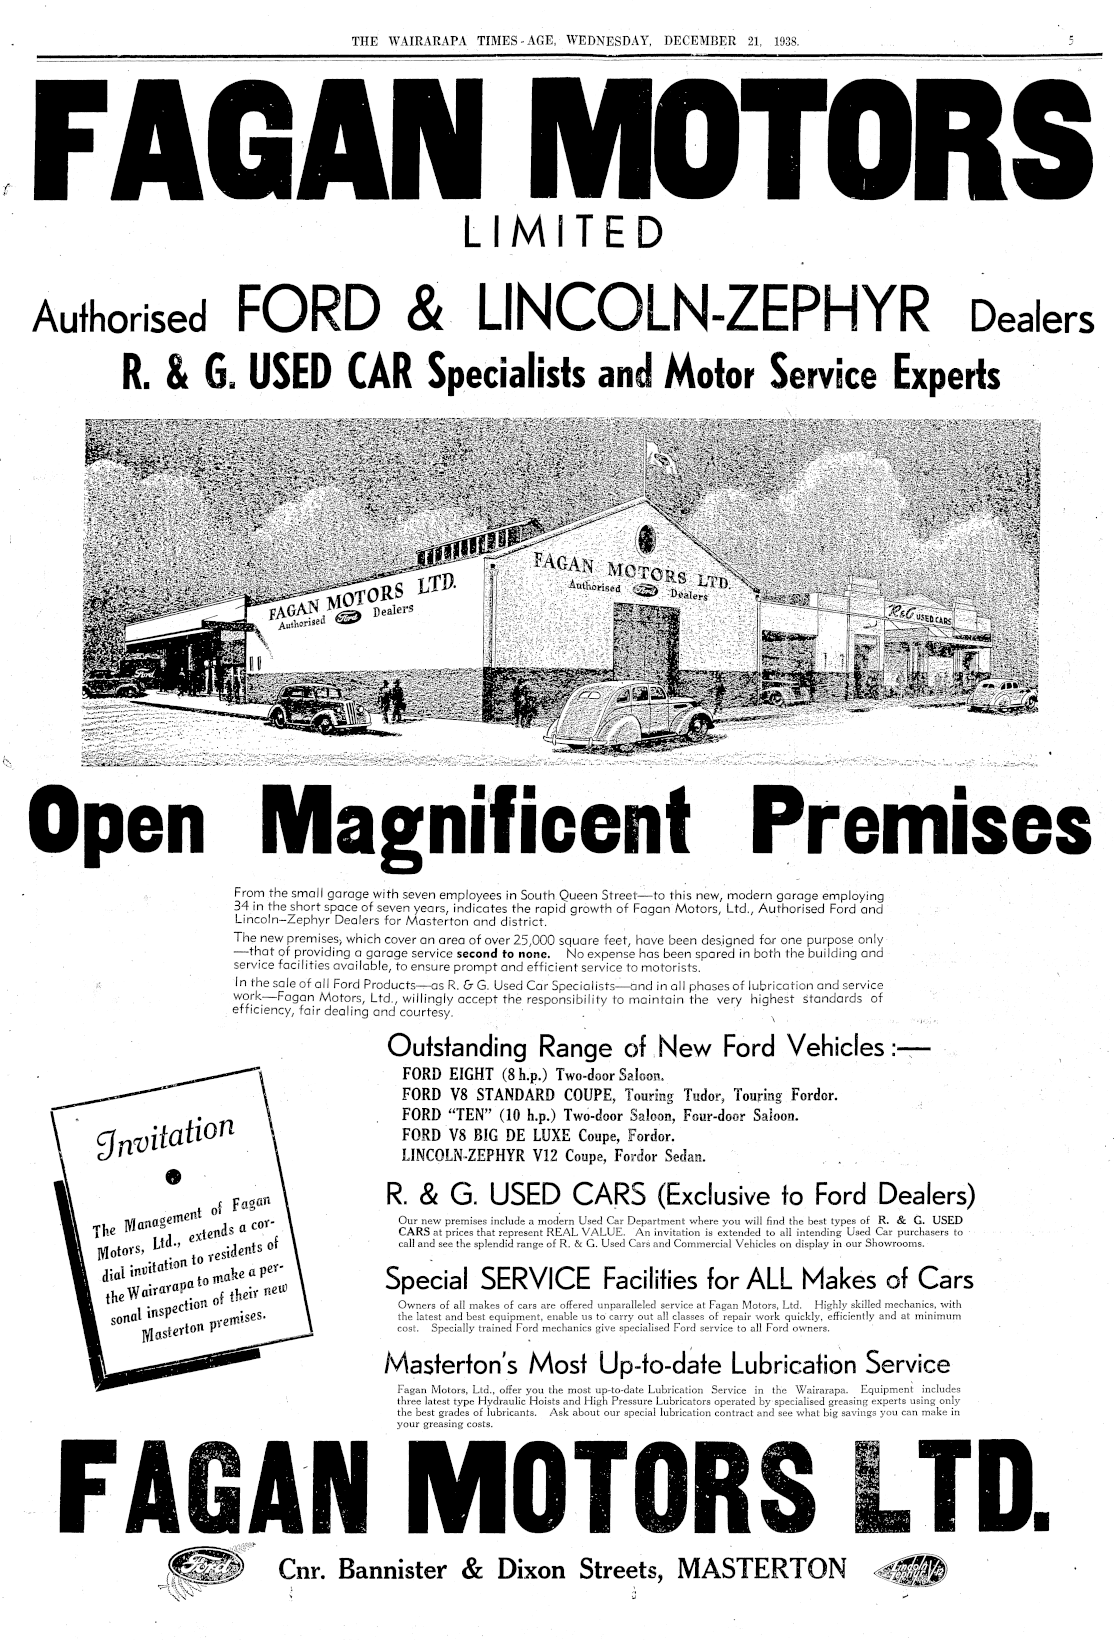 THE WAIRARAPA TIMES-AGE, WEDNESDAY, DECEMBER 21, 1938.
5
FAGAN MOTORS
LIMITED
Authorised FORD & LINCOLN-ZEPHYR Dealers
R. & G. USED CAR Specialists and Motor Service Experts
FAGAN MOTORS LTD.
Authorised Ford Dealers
FAGAN MOTORS LTD.
Authorised Ford Dealers
R&G USED CARS
Open Magnificent Premises
From the small garage with seven employees in South Queen Street—to this new, modern garage employing
34 in the short space of seven years, indicates the rapid growth of Fagan Motors, Ltd., Authorised Ford and
Lincoln-Zephyr Dealers for Masterton and district.
The new premises, which cover an area of over 25,000 square feet, have been designed for one purpose only
—that of providing a garage service second to none. No expense has been spared in both the building and
service facilities available, to ensure prompt and efficient service to motorists.
In the sale of all Ford Products—as R. & G. Used Car Specialists—and in all phases of lubrication and service
work—Fagan Motors, Ltd., willingly accept the responsibility to maintain the very highest standards of
efficiency, fair dealing and courtesy.
Outstanding Range of New Ford Vehicles :—
FORD EIGHT (8 h.p.) Two-door Saloon.
FORD V8 STANDARD COUPE, Touring Tudor, Touring Fordor.
FORD "TEN" (10 h.p.) Two-door Saloon, Four-door Saloon.
FORD V8 BIG DE LUXE Coupe, Fordor.
LINCOLN-ZEPHYR V12 Coupe, Fordor Sedan.
Invitation
The Management of Fagan
Motors, Ltd., extends a cor-
dial invitation to residents of
the Wairarapa to make a per-
sonal inspection of their new
Masterton premises.
R. & G. USED CARS (Exclusive to Ford Dealers)
Our new premises include a modern Used Car Department where you will find the best types of R. & G. USED
CARS at prices that represent REAL VALUE. An invitation is extended to all intending Used Car purchasers to
call and see the splendid range of R. & G. Used Cars and Commercial Vehicles on display in our Showrooms.
Special SERVICE Facilities for ALL Makes of Cars
Owners of all makes of cars are offered unparalleled service at Fagan Motors, Ltd. Highly skilled mechanics, with
the latest and best equipment, enable us to carry out all classes of repair work quickly, efficiently and at minimum
cost. Specially trained Ford mechanics give specialised Ford service to all Ford owners.
Masterton's Most Up-to-date Lubrication Service
Fagan Motors, Ltd., offer you the most up-to-date Lubrication Service in the Wairarapa. Equipment includes
three latest type Hydraulic Hoists and High Pressure Lubricators operated by specialised greasing experts using only
the best grades of lubricants. Ask about our special lubrication contract and see what big savings you can make in
your greasing costs.
FAGAN MOTORS LTD.
Ford
Cnr. Bannister & Dixon Streets, MASTERTON